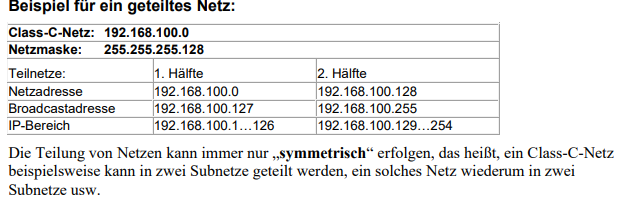 Beispiel für ein geteiltes Netz:
Class-C-Netz: 192.168.100.0
Netzmaske: 255.255.255.128
Teilnetze: 1. Hälfte 2. Hälfte
Netzadresse 192.168.100.0 192.168.100.128
Broadcastadresse 192.168.100.127 192.168.100.255
IP-Bereich 192.168.100.1…126 192.168.100.129…254
Die Teilung von Netzen kann immer nur „symmetrisch“ erfolgen, das heißt, ein Class-C-Netz
beispielsweise kann in zwei Subnetze geteilt werden, ein solches Netz wiederum in zwei
Subnetze usw.